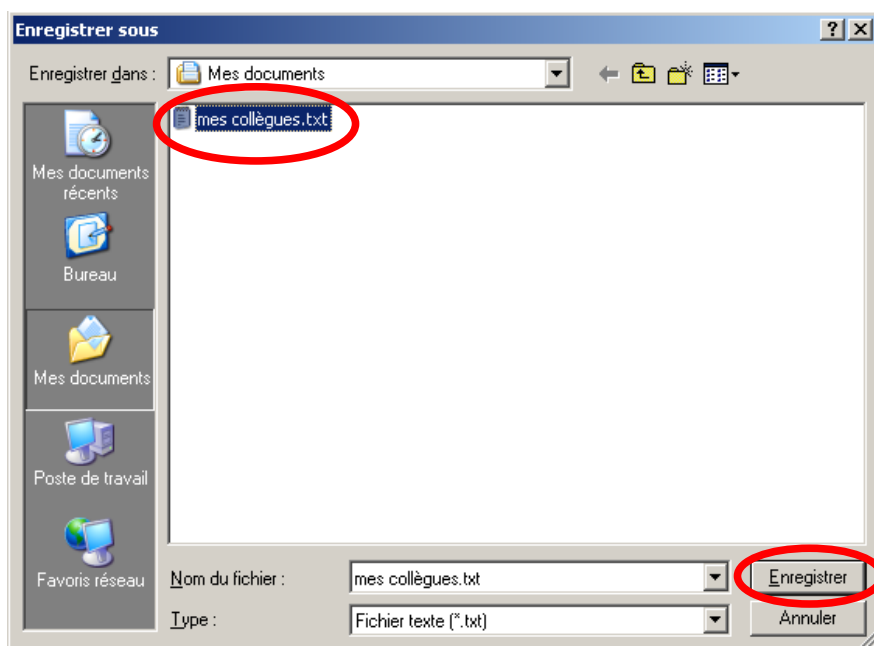 Enregistrer sous
Enregistrer dans : Mes documents
mes collègues.txt
Mes documents
récents
Bureau
Mes documents
Poste de travail
Favoris réseau
Nom du fichier : mes collègues.txt Enregistrer
Type : Fichier texte (*.txt) Annuler